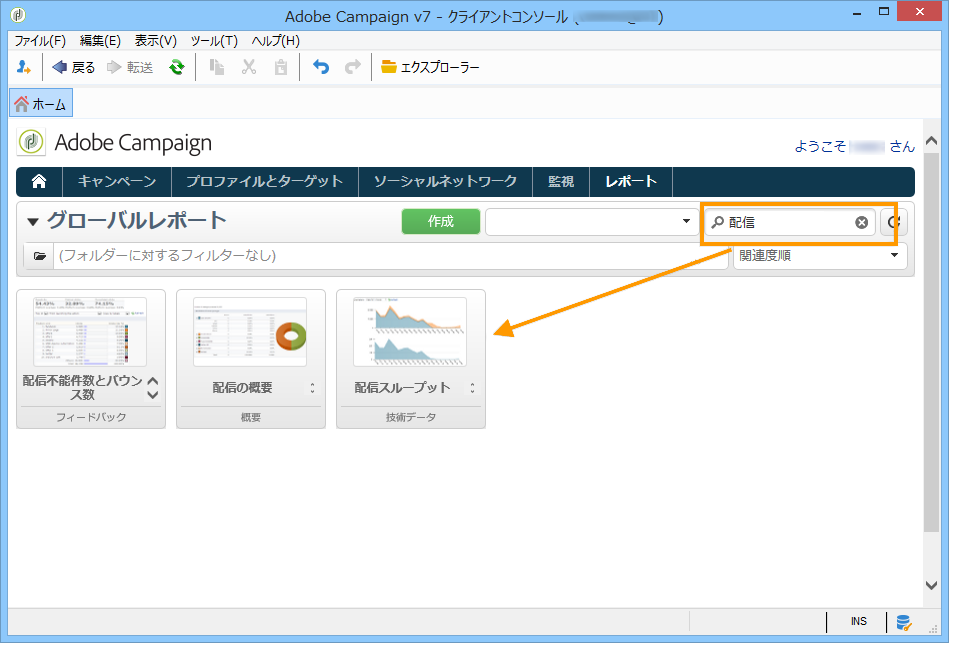 Adobe Campaign v7 - クライアントコンソール (
)
ファイル(F) 編集(E) 表示(V) ツール(T) ヘルプ(H)
戻る 転送 エクスプローラー
ホーム
Adobe Campaign
ようこそ さん
キャンペーン プロファイルとターゲット ソーシャルネットワーク 監視 レポート
グローバルレポート 作成 配信
(フォルダーに対するフィルターなし) 関連度順
配信不能件数とバウン
ス数
フィードバック
配信の概要
概要
配信スループット
技術データ
INS